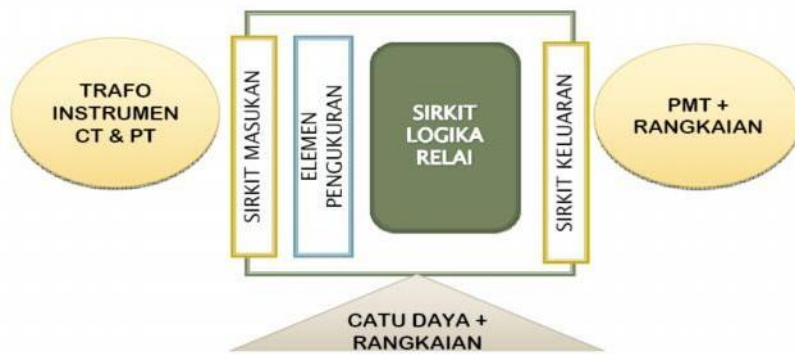 TRAFO
INSTRUMEN
CT & PT
SIRKIT MASUKAN
ELEMEN
PENGUKURAN
SIRKIT
LOGIKA
RELAI
SIRKIT KELUARAN
PMT +
RANGKAIAN
CATU DAYA +
RANGKAIAN